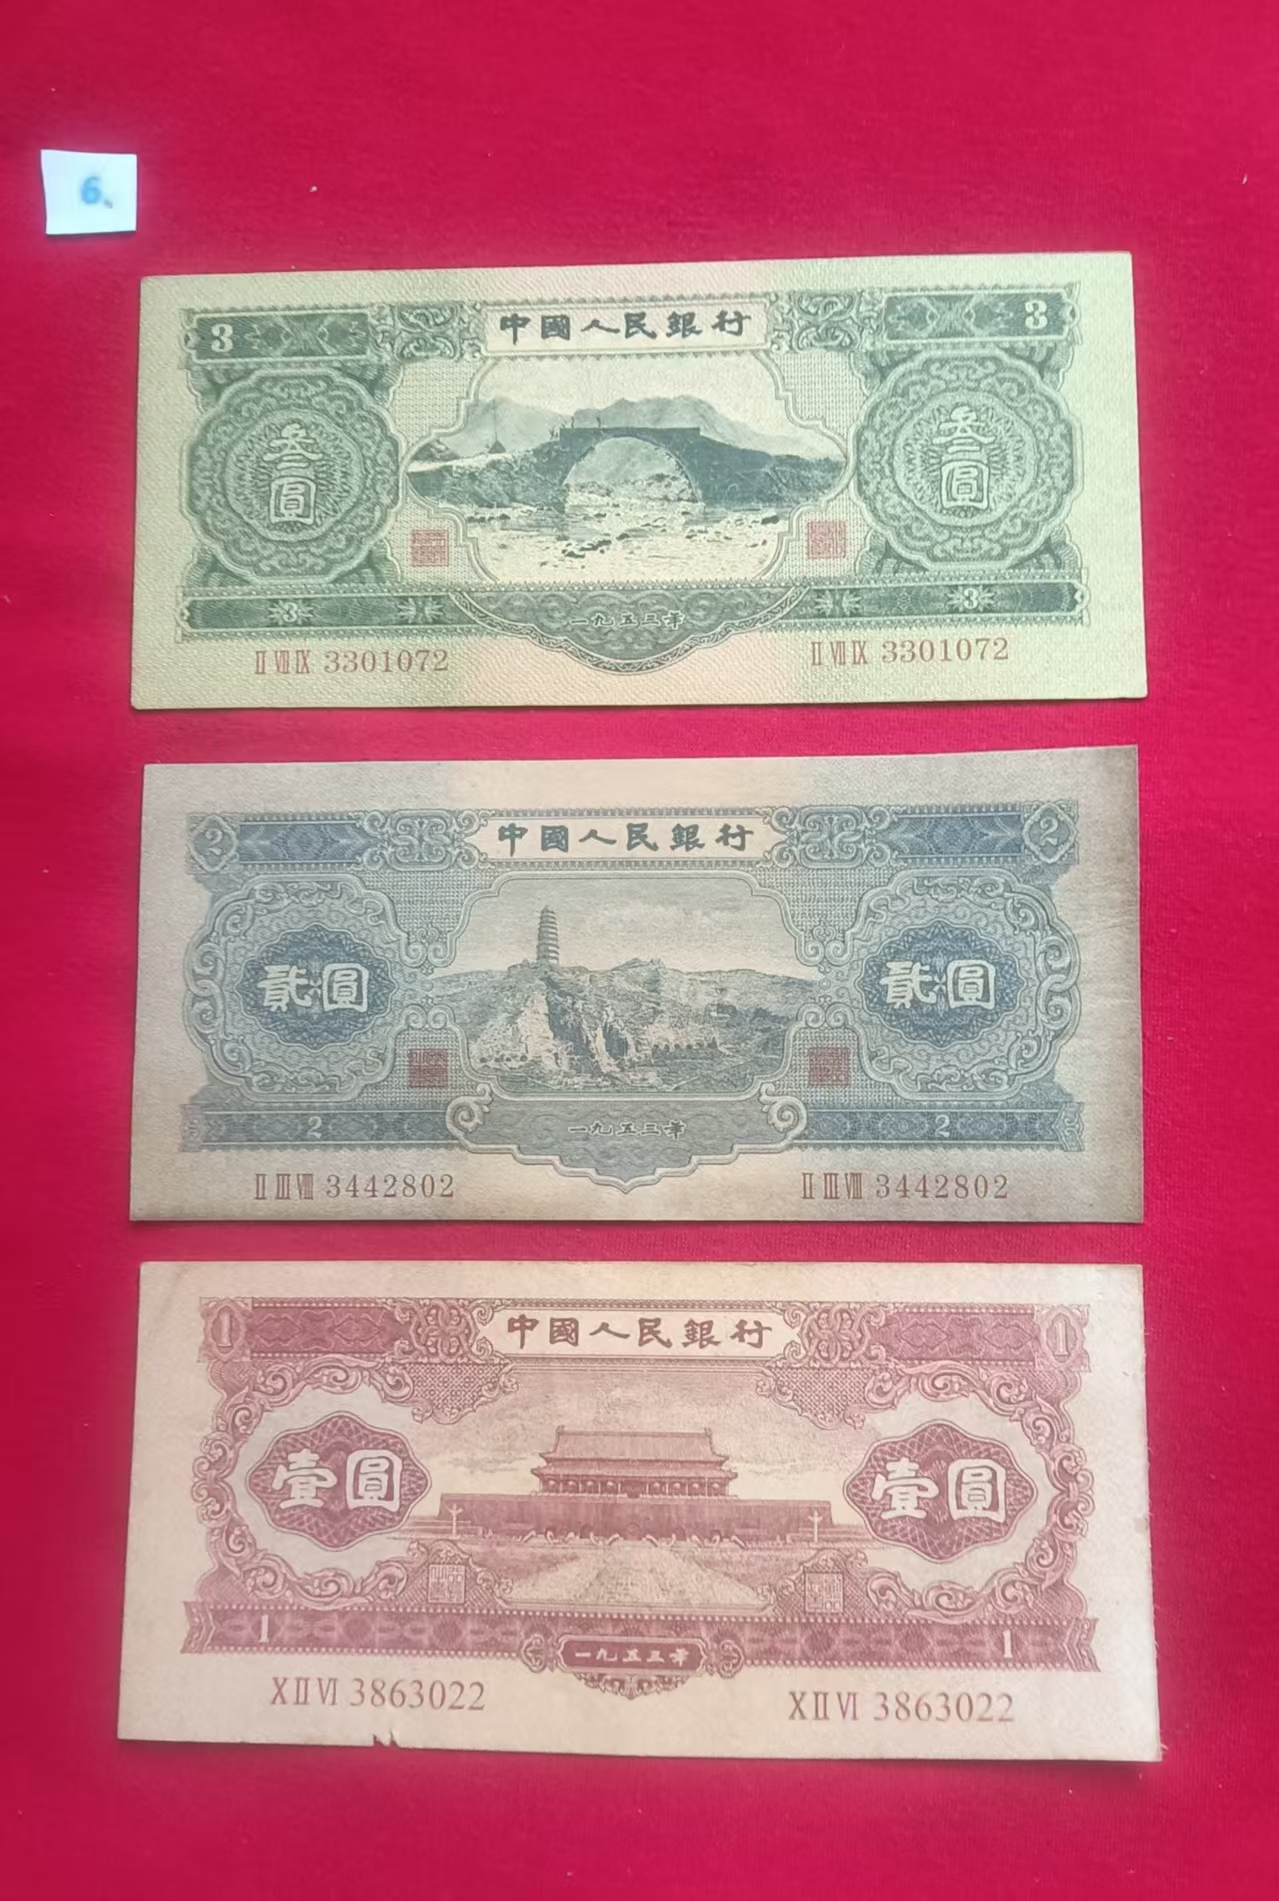 6、
中國人民銀行
3 3
叁圓 叁圓
3 一九五三年 3
II VII IX 3301072 II VII IX 3301072
中國人民銀行
2 2
貳圓 貳圓
2 一九五三年 2
II III VIII 3442802 II III VIII 3442802
中國人民銀行
1 1
壹圓 壹圓
1 1
一九五三年
X II VI 3863022 X II VI 3863022